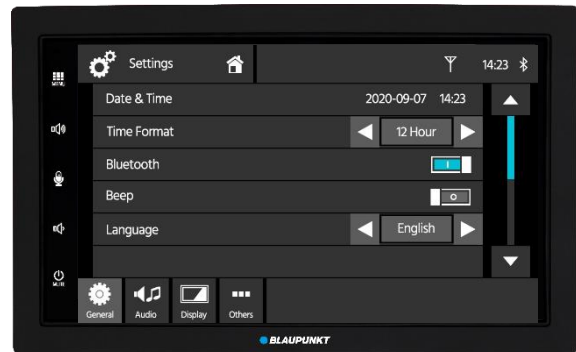 Settings
14:23
MENU
Date & Time 2020-09-07 14:23
Time Format 12 Hour
Bluetooth
Beep
Language English
MUTE
General Audio Display Others
BLAUPUNKT